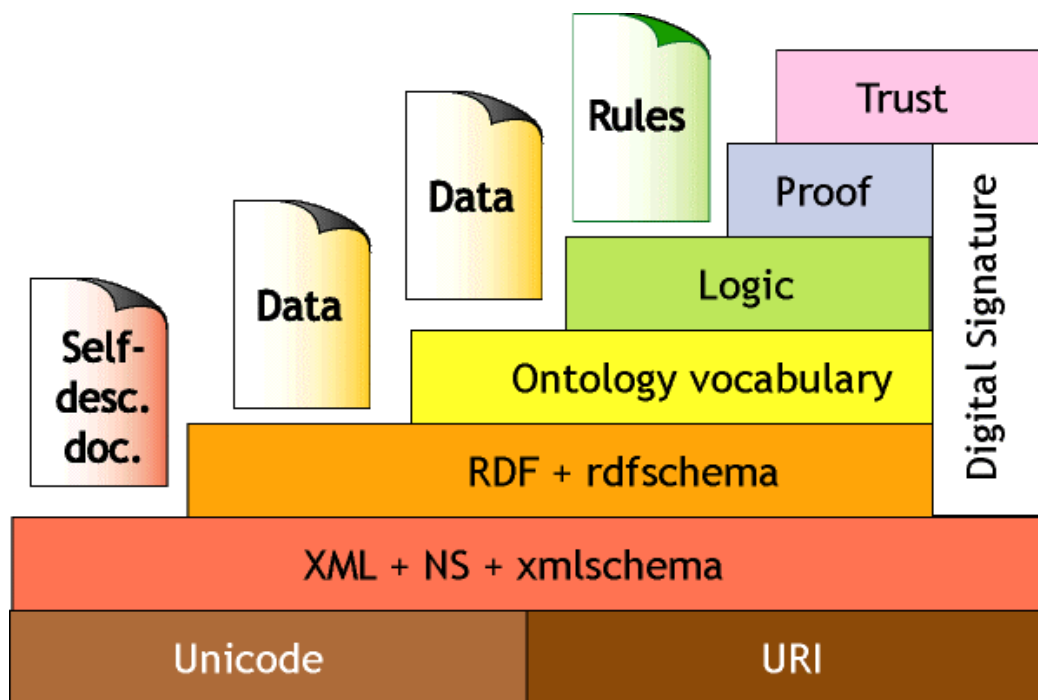 Rules
Trust
Data
Proof
Data
Logic
Digital Signature
Self-
desc.
doc.
Ontology vocabulary
RDF + rdfschema
XML + NS + xmlschema
Unicode
URI